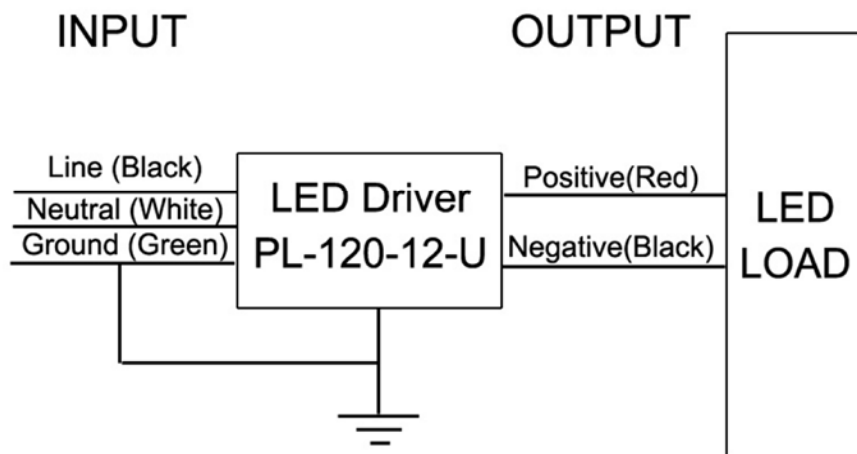 INPUT
OUTPUT
Line (Black)
Neutral (White)
Ground (Green)
LED Driver
PL-120-12-U
Positive(Red)
Negative(Black)
LED
LOAD